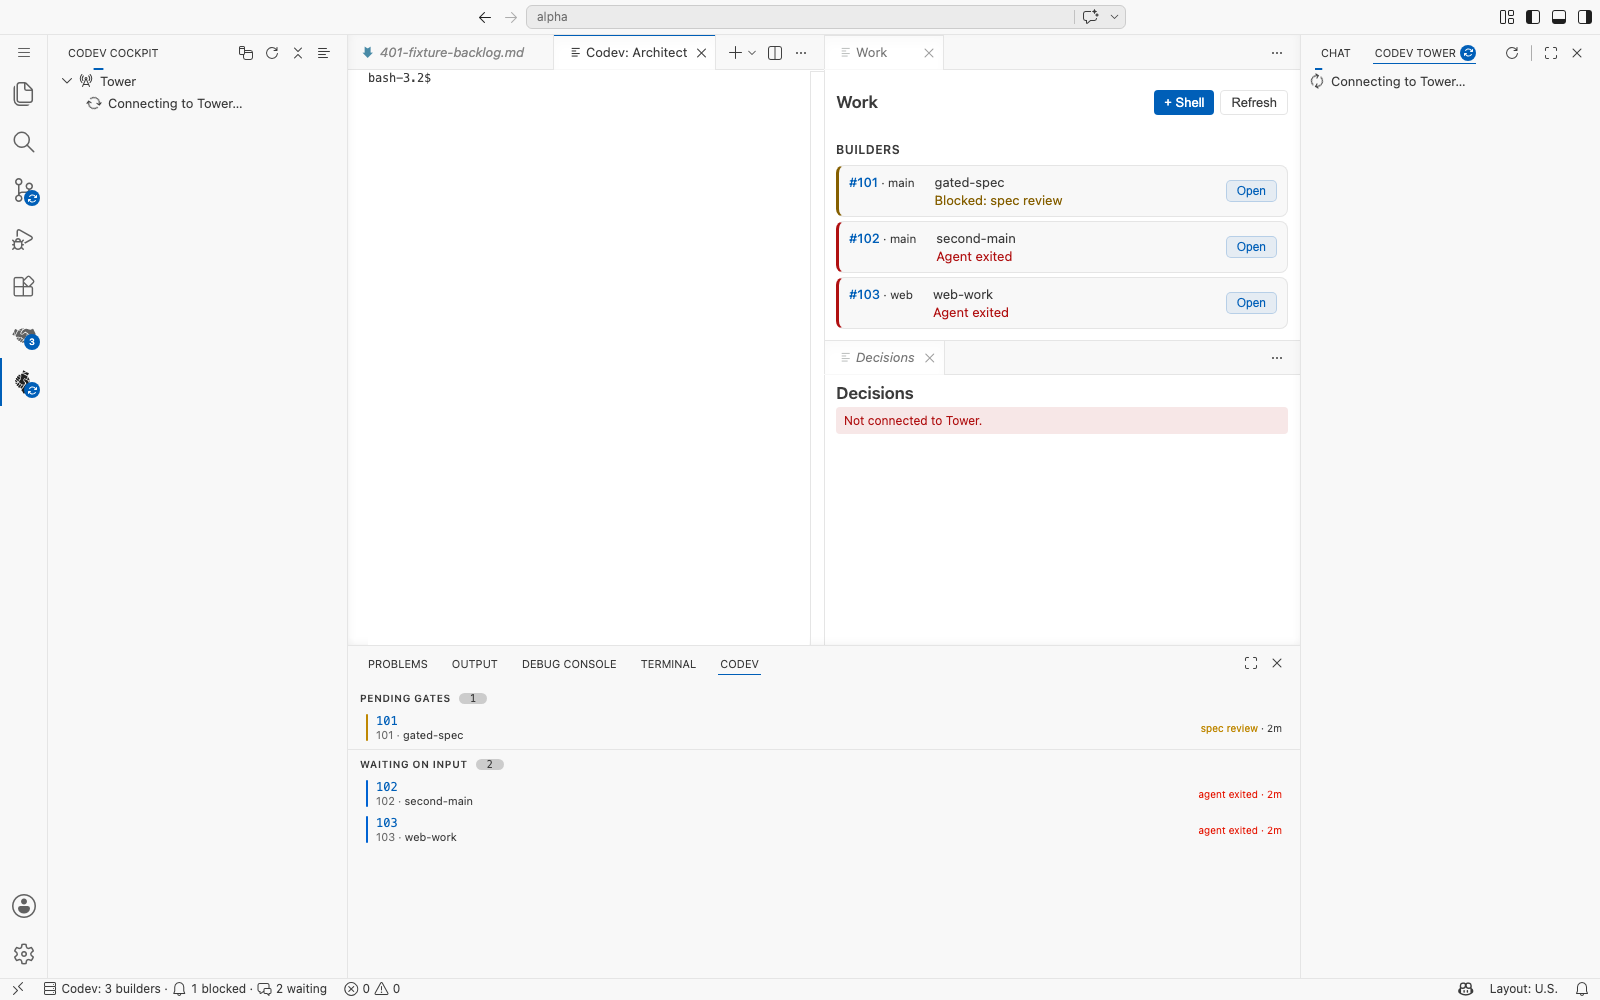 alpha
CODEV COCKPIT
Tower
Connecting to Tower...
401-fixture-backlog.md
Codev: Architect
bash-3.2$
Work
Work
+ Shell
Refresh
BUILDERS
#101 · main
gated-spec
Blocked: spec review
Open
#102 · main
second-main
Agent exited
Open
#103 · web
web-work
Agent exited
Open
Decisions
Decisions
Not connected to Tower.
CHAT
CODEV TOWER
Connecting to Tower...
3
PROBLEMS
OUTPUT
DEBUG CONSOLE
TERMINAL
CODEV
PENDING GATES 1
101
101 · gated-spec
spec review · 2m
WAITING ON INPUT 2
102
102 · second-main
agent exited · 2m
103
103 · web-work
agent exited · 2m
Codev: 3 builders · 1 blocked · 2 waiting
0 0
Layout: U.S.